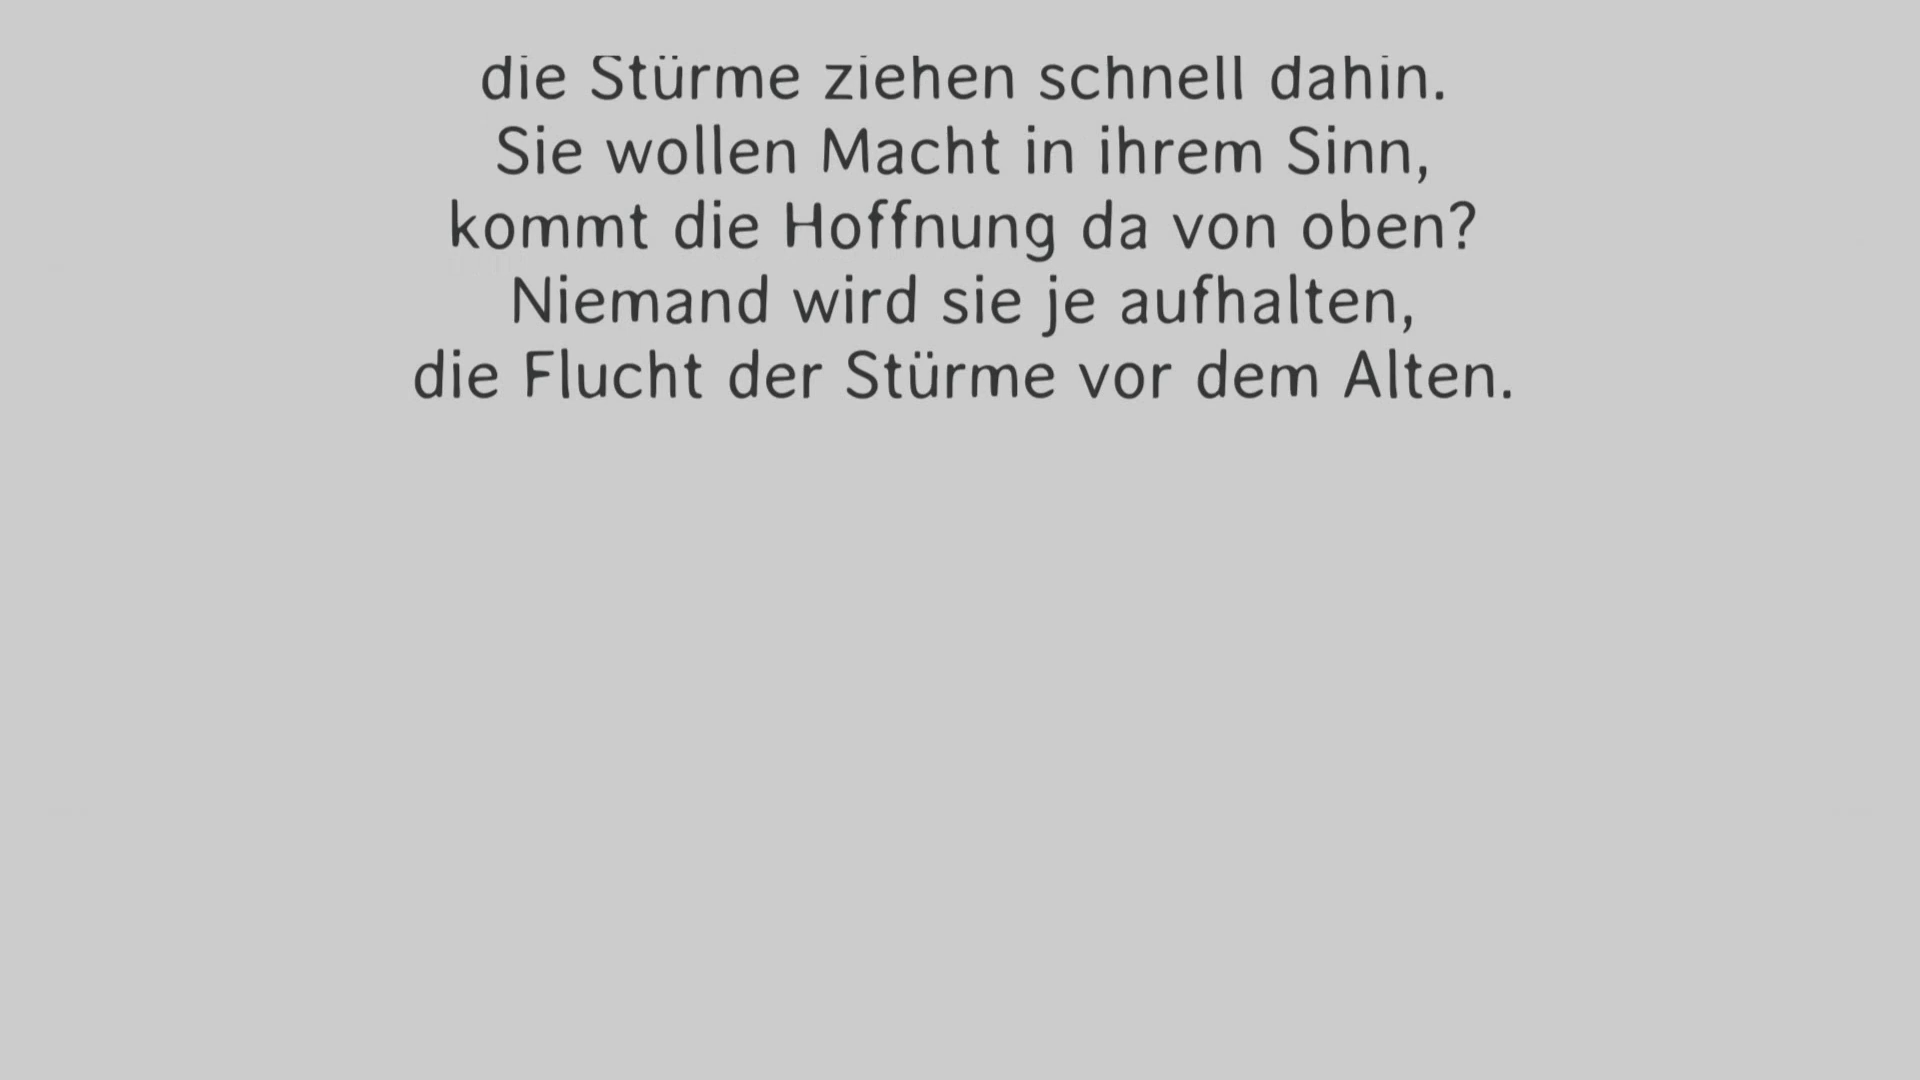 die Stürme ziehen schnell dahin.
Sie wollen Macht in ihrem Sinn,
kommt die Hoffnung da von oben?
Niemand wird sie je aufhalten,
die Flucht der Stürme vor dem Alten.